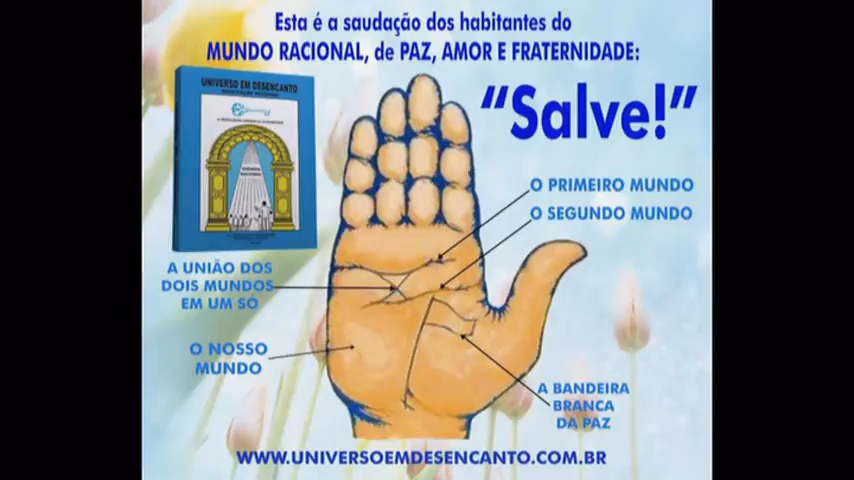 Esta é a saudação dos habitantes do
MUNDO RACIONAL, de PAZ, AMOR E FRATERNIDADE:
"Salve!"
UNIVERSO EM DESENCANTO
O PRIMEIRO MUNDO
O SEGUNDO MUNDO
A UNIÃO DOS
DOIS MUNDOS
EM UM SÓ
O NOSSO
MUNDO
A BANDEIRA
BRANCA
DA PAZ
WWW.UNIVERSOEMDESENCANTO.COM.BR